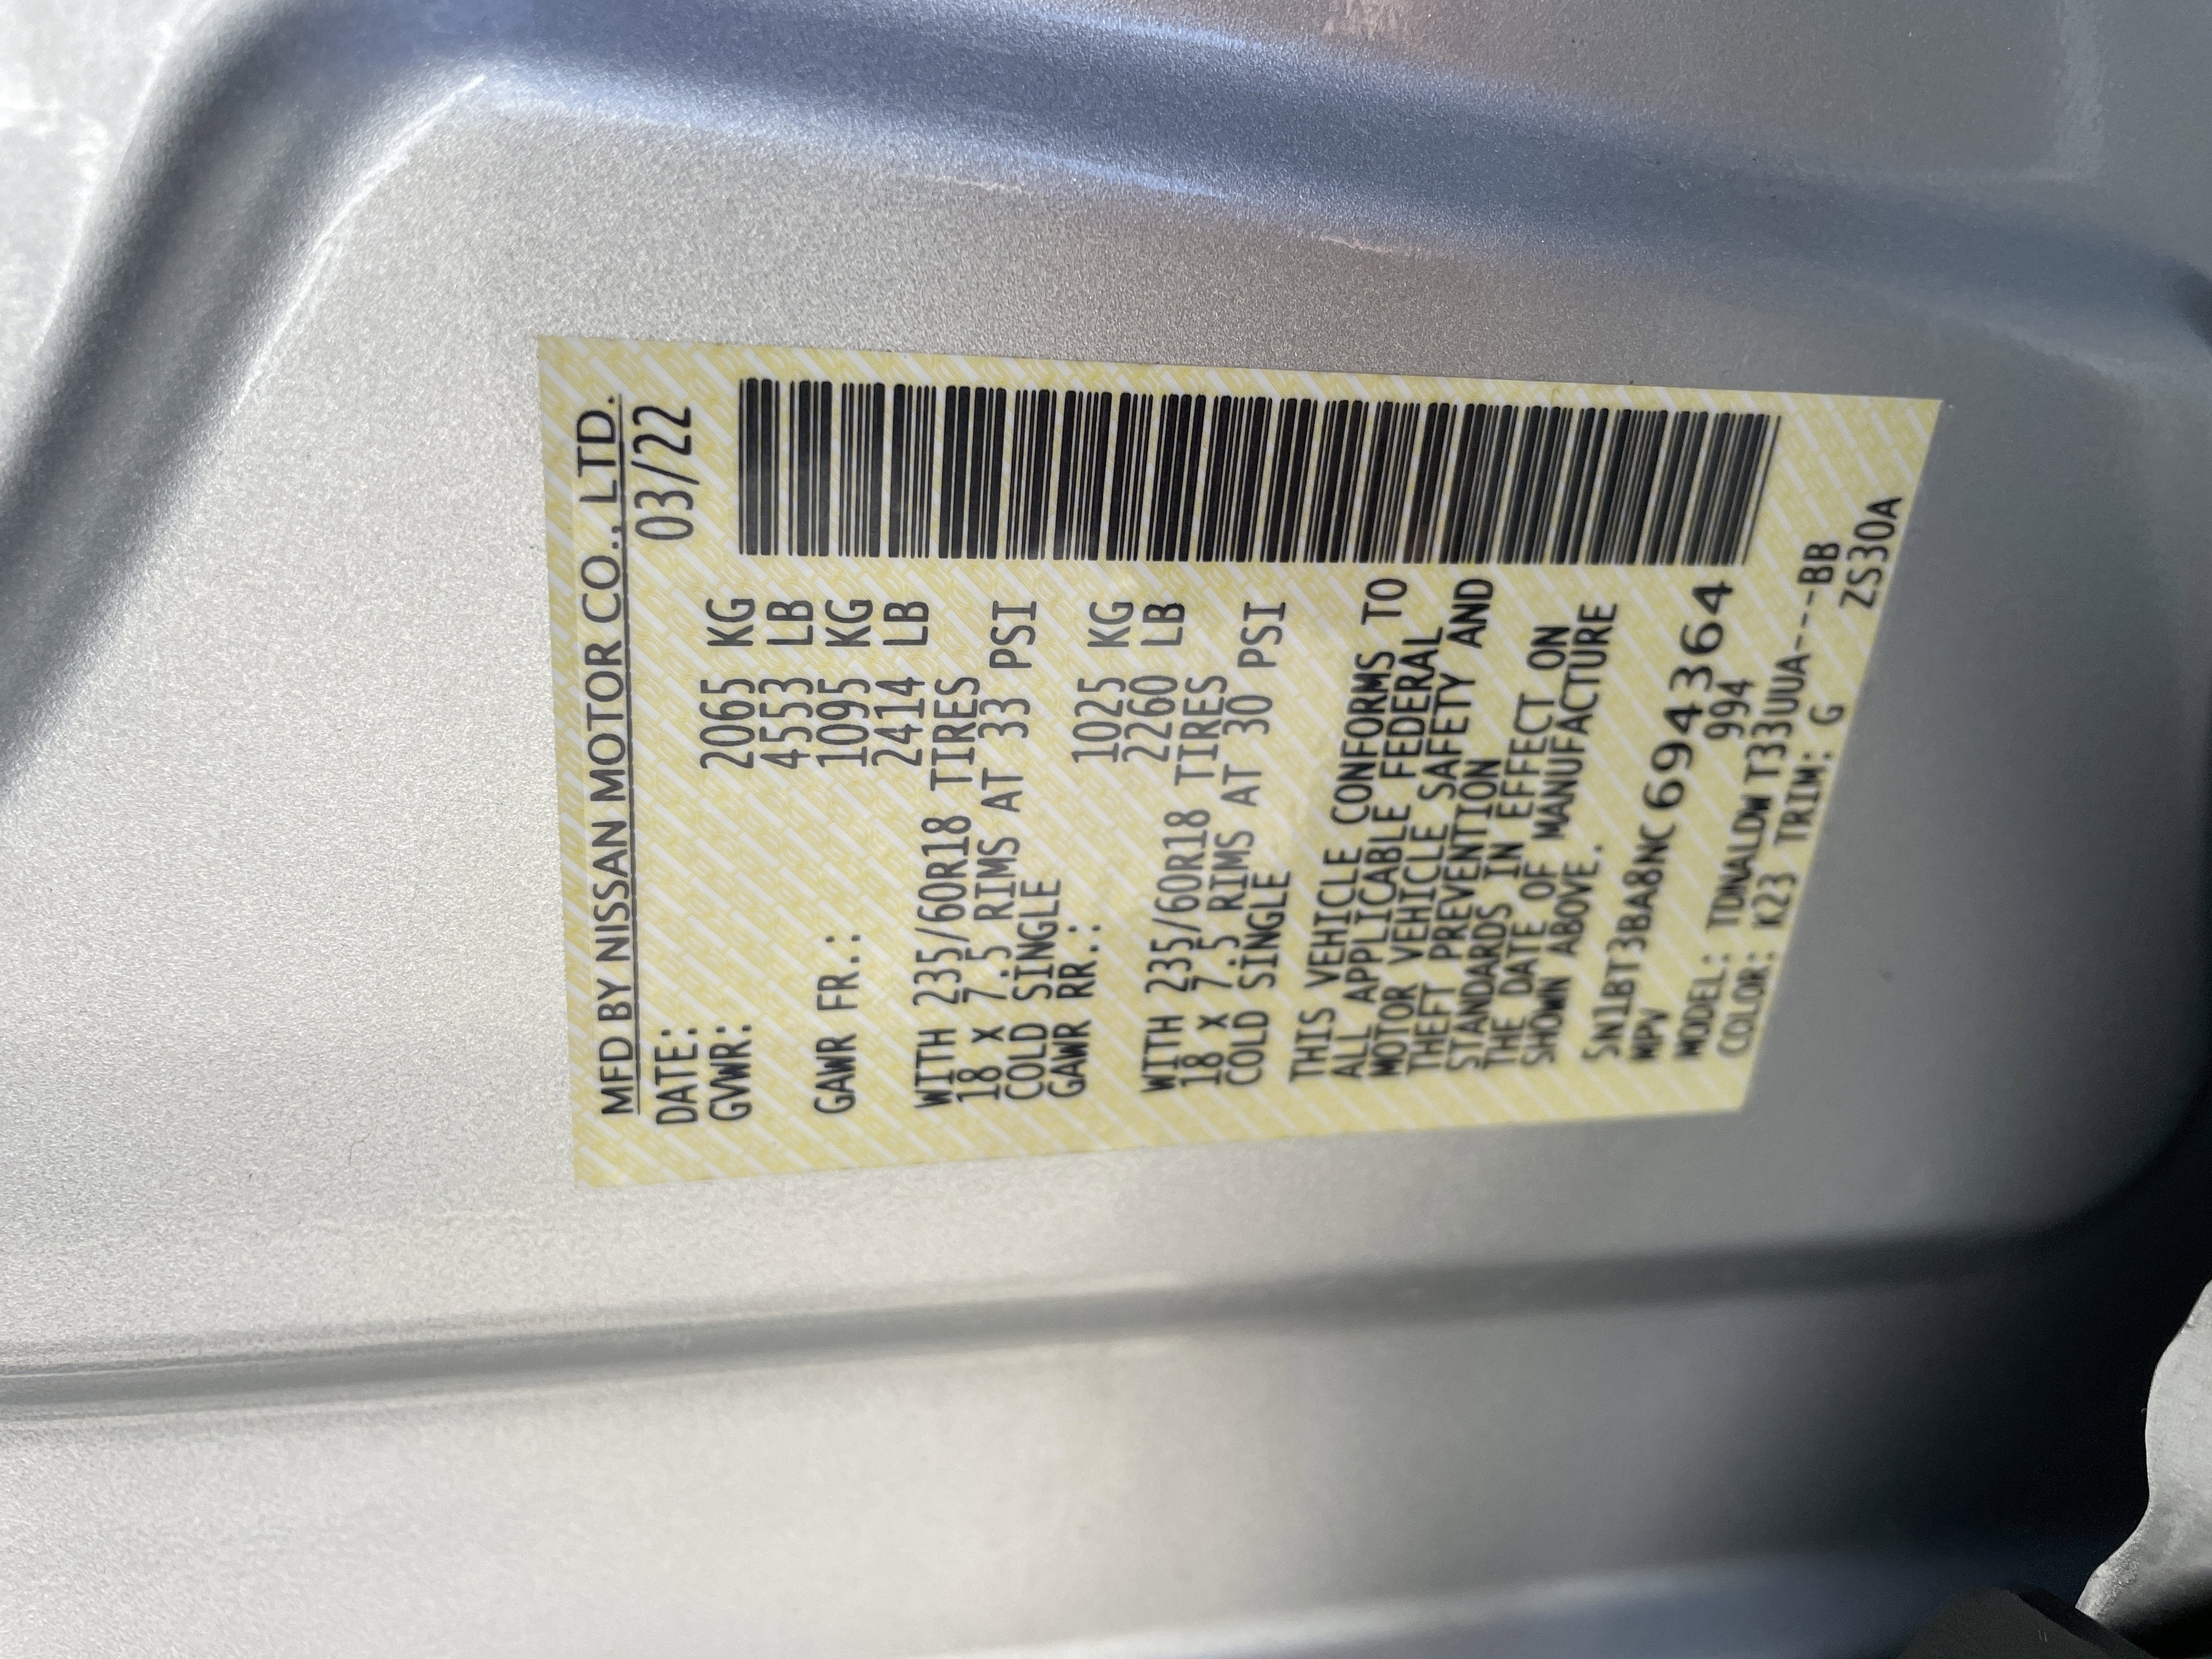 MFD BY NISSAN MOTOR CO., LTD.
DATE: 03/22
GVWR: 2065 KG
4553 LB
GAWR FR.: 1095 KG
2414 LB
WITH 235/60R18 TIRES
18 X 7.5 RIMS AT 33 PSI
COLD SINGLE
GAWR RR.: 1025 KG
2260 LB
WITH 235/60R18 TIRES
18 X 7.5 RIMS AT 30 PSI
COLD SINGLE
THIS VEHICLE CONFORMS TO
ALL APPLICABLE FEDERAL
MOTOR VEHICLE SAFETY AND
THEFT PREVENTION
STANDARDS IN EFFECT ON
THE DATE OF MANUFACTURE
SHOWN ABOVE.
5N1BT3BA8NC694364
MPV 994
MODEL: TDNALDW T33UUA---BB
COLOR: K23 TRIM: G ZS30A